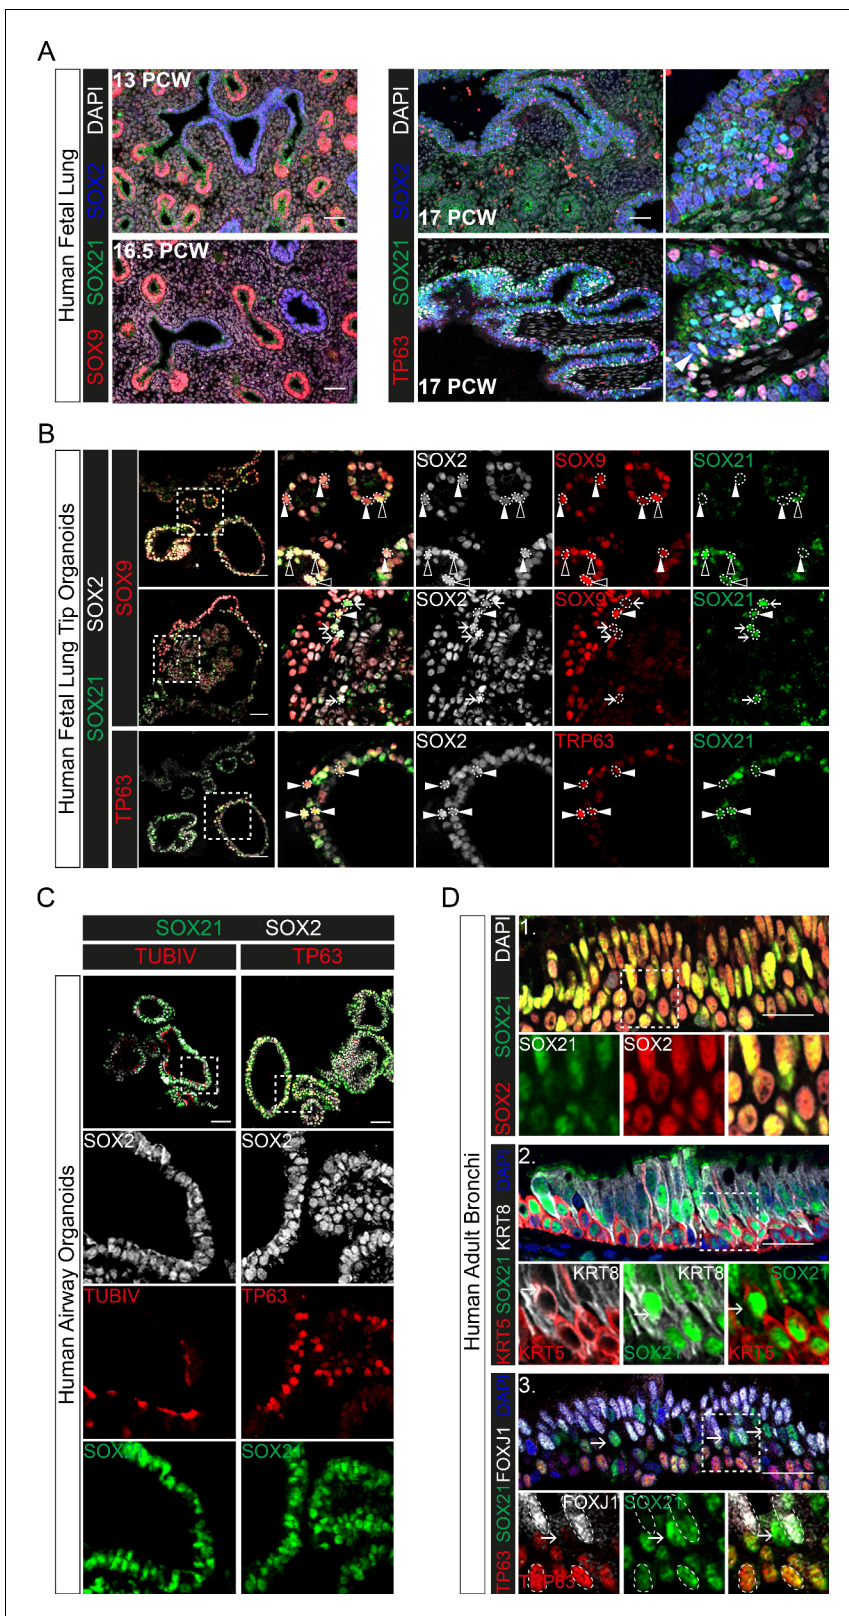 A
Human Fetal Lung
SOX9 SOX21 SOX2 DAPI
13 PCW
16.5 PCW
TP63 SOX21 SOX2 DAPI
17 PCW
17 PCW
B
Human Fetal Lung Tip Organoids
SOX21 SOX2
SOX9
TP63
SOX2 SOX9 SOX21
SOX2 SOX9 SOX21
SOX2 TRP63 SOX21
C
SOX21 SOX2
TUBIV TP63
Human Airway Organoids
SOX2 SOX2
TUBIV TP63
SOX21
D
Human Adult Bronchi
SOX2 SOX21 DAPI
1.
SOX21 SOX2
KRT5 SOX21 KRT8 DAPI
2.
KRT8 KRT8 SOX21
KRT5 SOX21 KRT5
TP63 SOX21 FOXJ1 DAPI
3.
FOXJ1 SOX21
TRP63